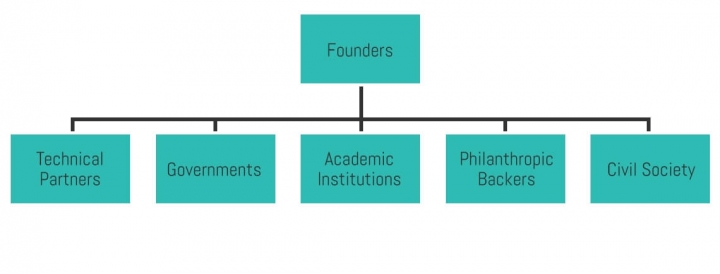 Founders
Technical
Partners
Governments
Academic
Institutions
Philanthropic
Backers
Civil Society